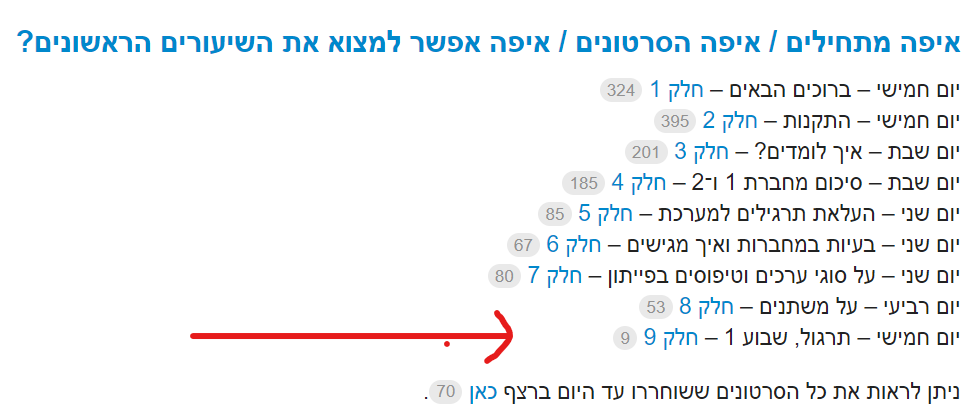 איפה מתחילים / איפה הסרטונים / איפה אפשר למצוא את השיעורים הראשונים?
יום חמישי – ברוכים הבאים – חלק 1 324
יום חמישי – התקנות – חלק 2 395
יום שבת – איך לומדים? – חלק 3 201
יום שבת – סיכום מחברת 1 ו־2 – חלק 4 185
יום שני – העלאת תרגילים למערכת – חלק 5 85
יום שני – בעיות במחברות ואיך מגישים – חלק 6 67
יום שני – על סוגי ערכים וטיפוסים בפייתון – חלק 7 80
יום רביעי – על משתנים – חלק 8 53
יום חמישי – תרגול, שבוע 1 – חלק 9 9
ניתן לראות את כל הסרטונים ששוחררו עד היום ברצף כאן 70.